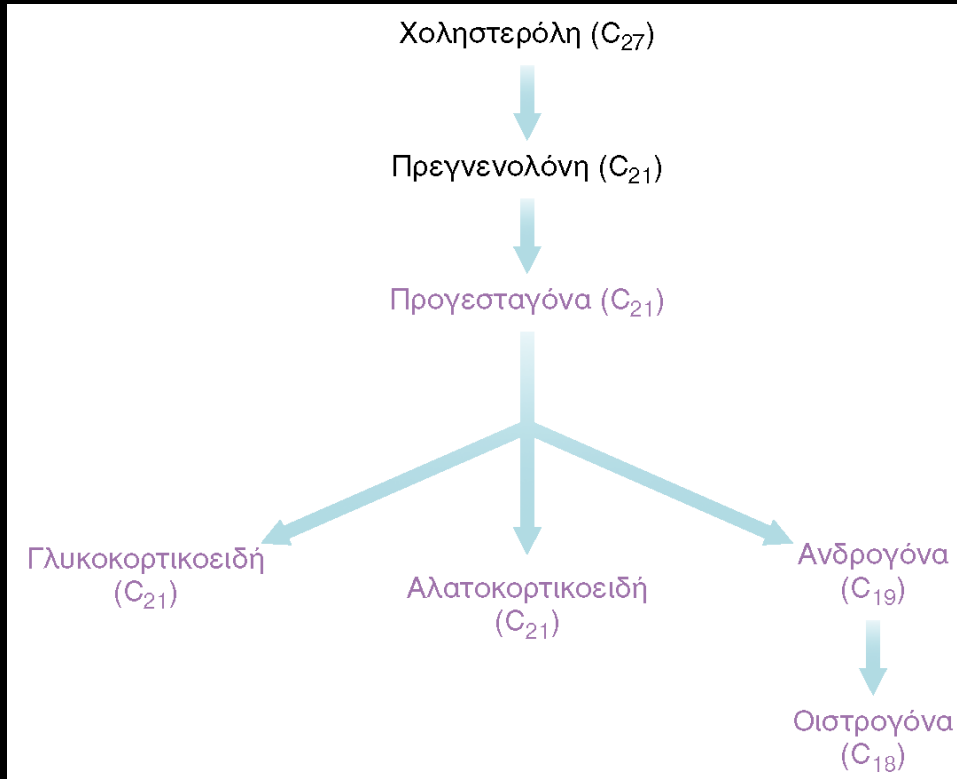 Χοληστερόλη (C27)
Πρεγνενολόνη (C21)
Προγεσταγόνα (C21)
Γλυκοκορτικοειδή
(C21)
Αλατοκορτικοειδή
(C21)
Ανδρογόνα
(C19)
Οιστρογόνα
(C18)